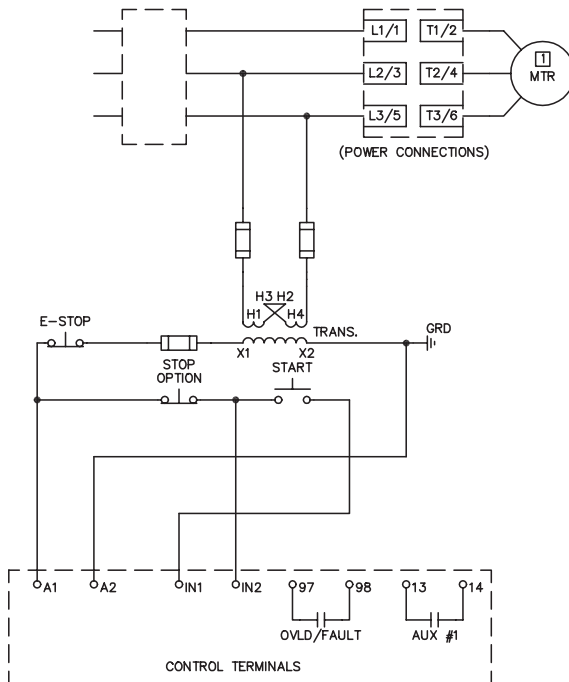 L1/1 T1/2
1
MTR
L2/3 T2/4
L3/5 T3/6
(POWER CONNECTIONS)
H3 H2
H1 H4
E-STOP
TRANS.
GRD
X1 X2
STOP
OPTION
START
A1 A2 IN1 IN2 97 98 13 14
OVLD/FAULT AUX #1
CONTROL TERMINALS